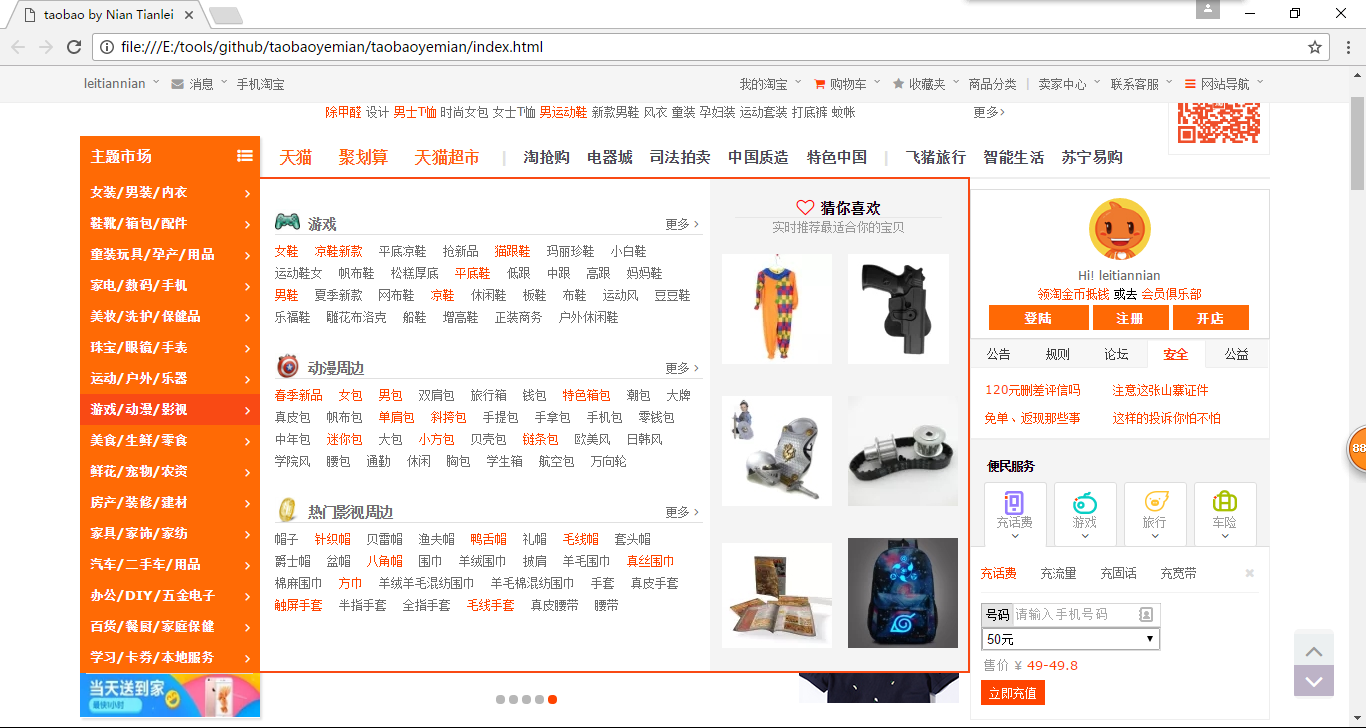 taobao by Nian Tianlei
file:///E:/tools/github/taobaoyemian/taobaoyemian/index.html
leitiannian 消息 手机淘宝 我的淘宝 购物车 收藏夹 商品分类 | 卖家中心 联系客服 网站导航
除甲醛 设计 男士T恤 时尚女包 女士T恤 男运动鞋 新款男鞋 风衣 童装 孕妇装 运动套装 打底裤 蚊帐 更多
主题市场 天猫 聚划算 天猫超市 | 淘抢购 电器城 司法拍卖 中国质造 特色中国 | 飞猪旅行 智能生活 苏宁易购
女装/男装/内衣
鞋靴/箱包/配件
童装玩具/孕产/用品
家电/数码/手机
美妆/洗护/保健品
珠宝/眼镜/手表
运动/户外/乐器
游戏/动漫/影视
美食/生鲜/零食
鲜花/宠物/农资
房产/装修/建材
家具/家饰/家纺
汽车/二手车/用品
办公/DIY/五金电子
百货/餐厨/家庭保健
学习/卡券/本地服务
当天送到家
最快1小时
游戏 更多
女鞋 凉鞋新款 平底凉鞋 抢新品 猫跟鞋 玛丽珍鞋 小白鞋
运动鞋女 帆布鞋 松糕厚底 平底鞋 低跟 中跟 高跟 妈妈鞋
男鞋 夏季新款 网布鞋 凉鞋 休闲鞋 板鞋 布鞋 运动风 豆豆鞋
乐福鞋 雕花布洛克 船鞋 增高鞋 正装商务 户外休闲鞋
动漫周边 更多
春季新品 女包 男包 双肩包 旅行箱 钱包 特色箱包 潮包 大牌
真皮包 帆布包 单肩包 斜挎包 手提包 手拿包 手机包 零钱包
中年包 迷你包 大包 小方包 贝壳包 链条包 欧美风 日韩风
学院风 腰包 通勤 休闲 胸包 学生箱 航空包 万向轮
热门影视周边 更多
帽子 针织帽 贝雷帽 渔夫帽 鸭舌帽 礼帽 毛线帽 套头帽
爵士帽 盆帽 八角帽 围巾 羊绒围巾 披肩 羊毛围巾 真丝围巾
棉麻围巾 方巾 羊绒羊毛混纺围巾 羊毛棉混纺围巾 手套 真皮手套
触屏手套 半指手套 全指手套 毛线手套 真皮腰带 腰带
猜你喜欢
实时推荐最适合你的宝贝
Hi! leitiannian
领淘金币抵钱 或去 会员俱乐部
登陆 注册 开店
公告 规则 论坛 安全 公益
120元删差评信吗 注意这张山寨证件
免单、返现那些事 这样的投诉你怕不怕
便民服务
充话费 游戏 旅行 车险
充话费 充流量 充固话 充宽带
号码 请输入手机号码
50元
售价 ¥ 49-49.8
立即充值
88